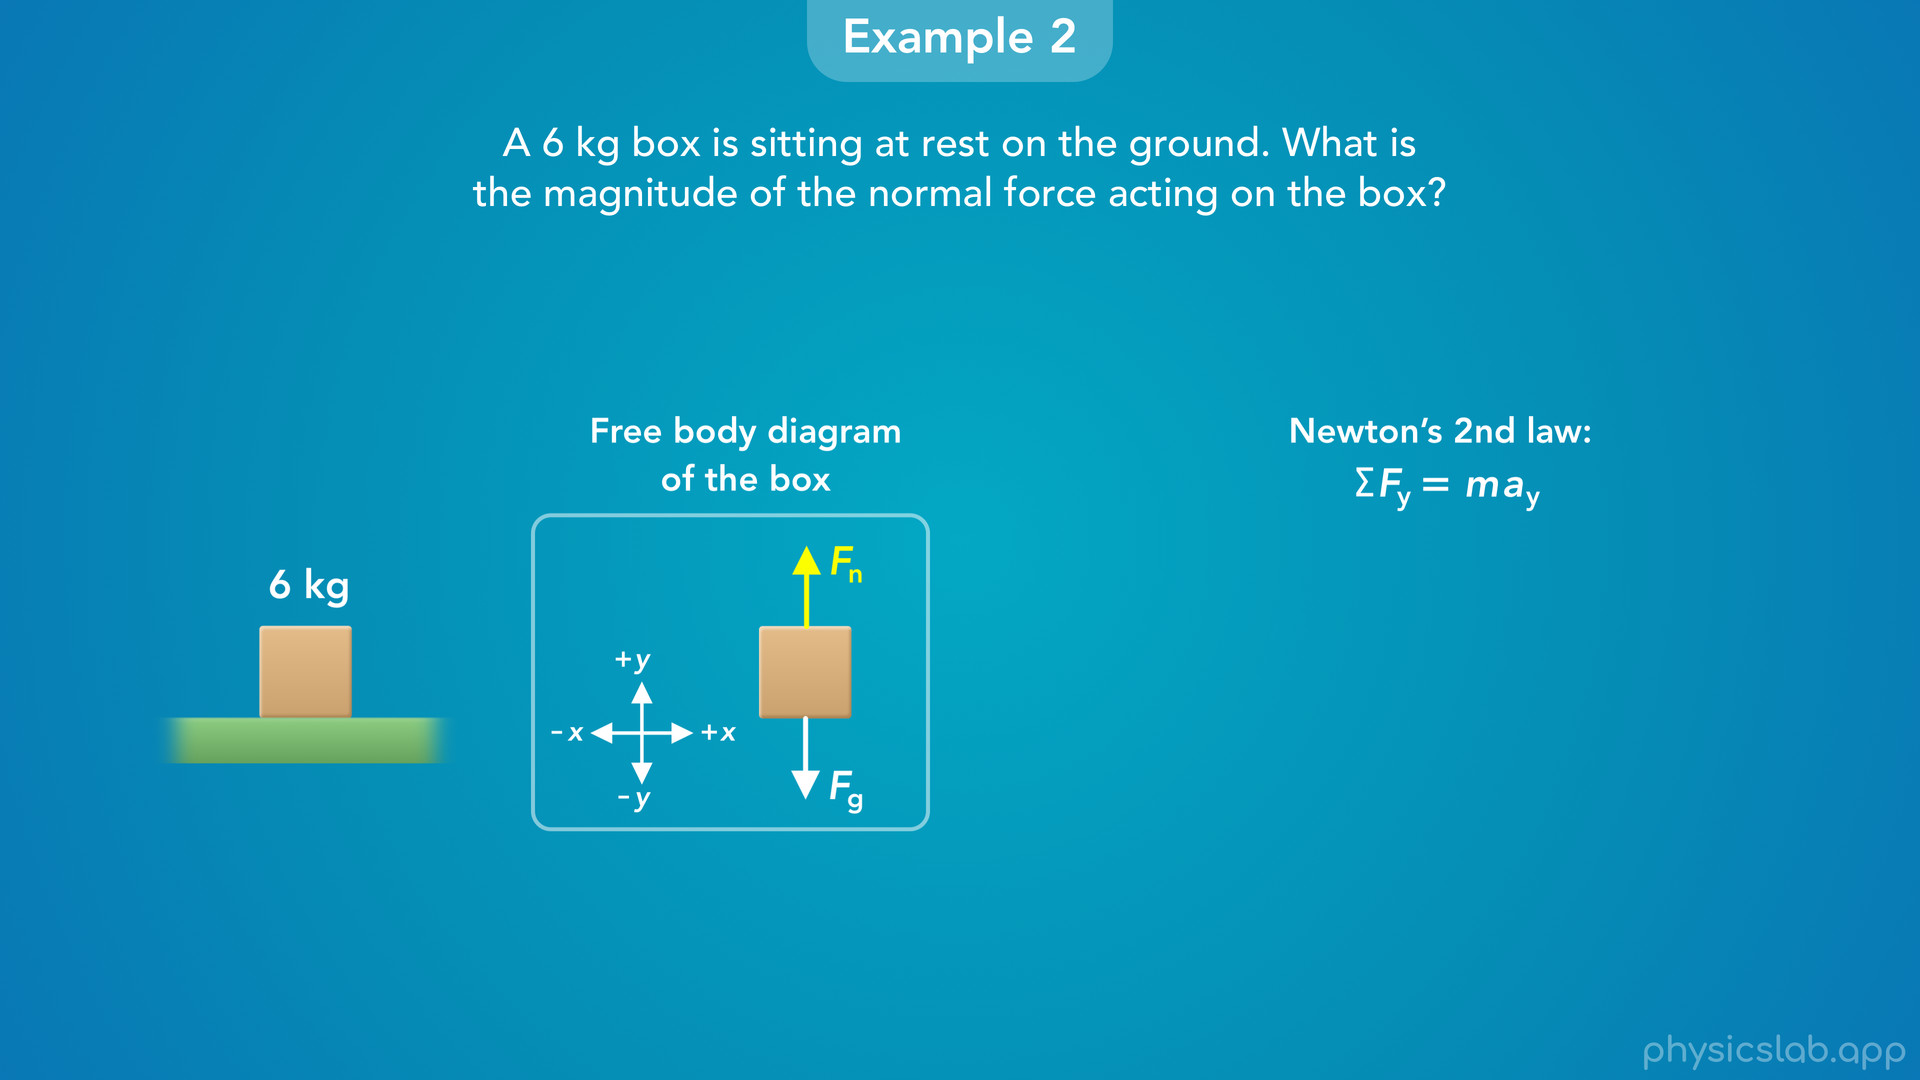 Example 2
A 6 kg box is sitting at rest on the ground. What is
the magnitude of the normal force acting on the box?
Free body diagram
of the box
Newton’s 2nd law:
ΣFy = may
6 kg
Fn
+y
−x
+x
−y
Fg
physicslab.app